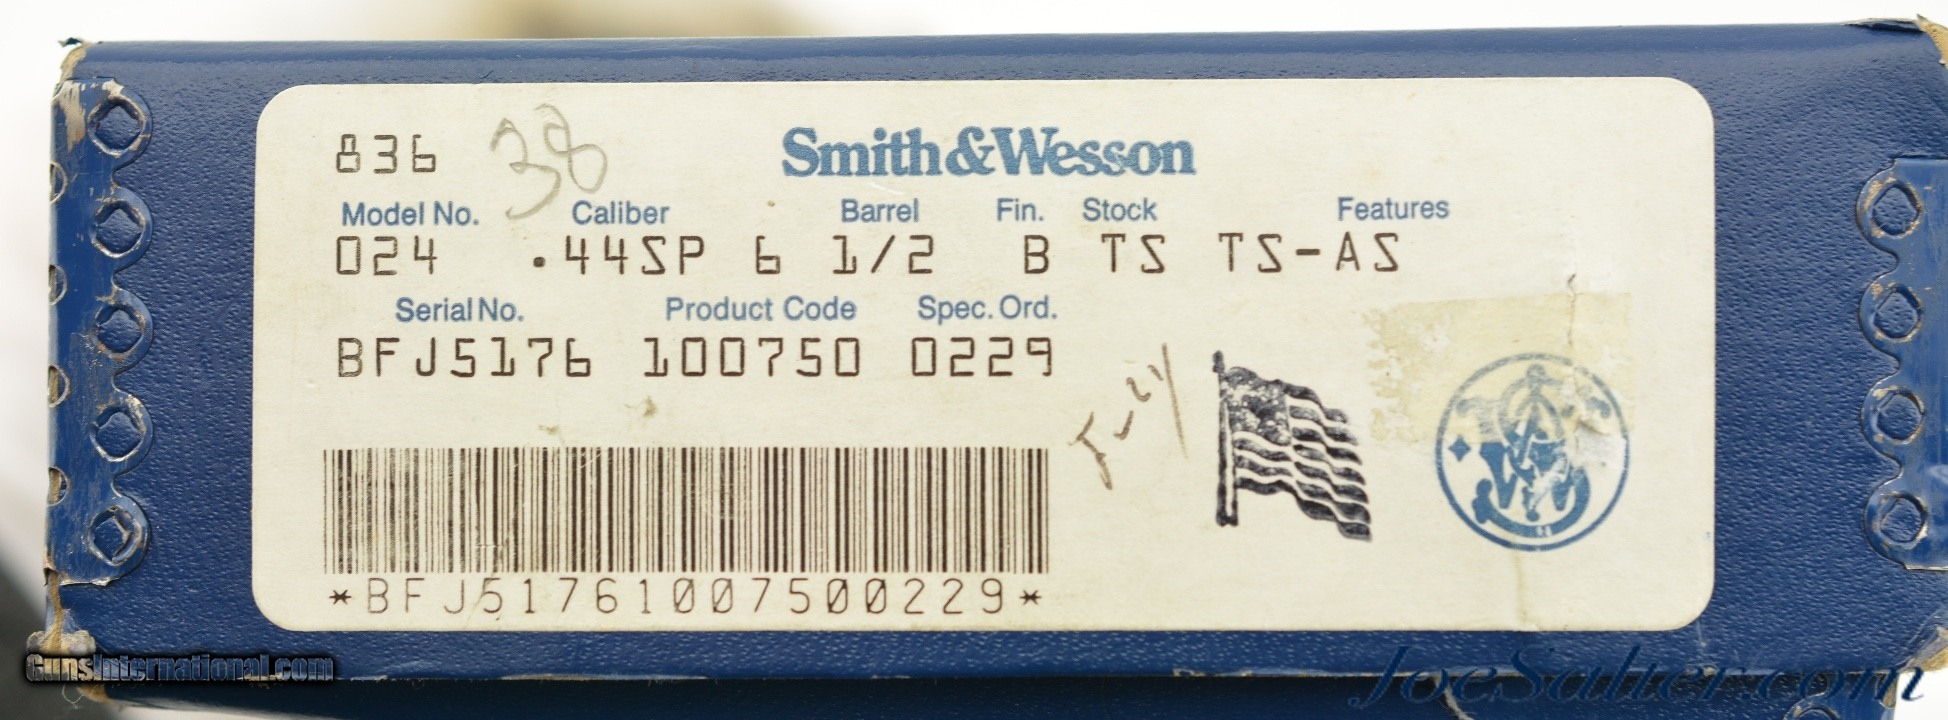 836 38 Smith&Wesson
Model No. Caliber Barrel Fin. Stock Features
024 .44SP 6 1/2 B TS TS-AS
Serial No. Product Code Spec. Ord.
BFJ5176 100750 0229
*BFJ51761007500229*
GunsInternational.com
JoeSalter.com